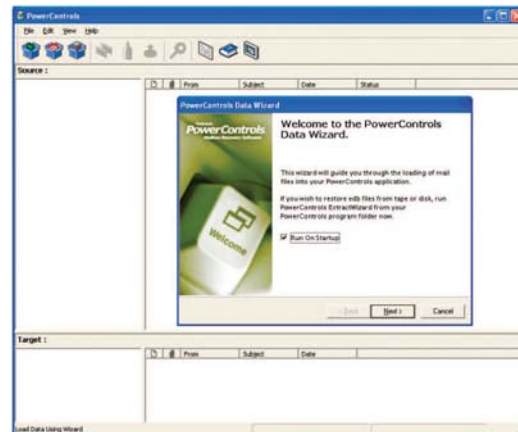 PowerControls
File Edit View Help
Source :
From Subject Date Status
PowerControls Data Wizard
PowerControls
Welcome to the PowerControls
Data Wizard.
This wizard will guide you through the loading of mail
files into your PowerControls application.
If you wish to restore edb files from tape or disk, run
PowerControls ExtractWizard from your
PowerControls program folder now.
Welcome
Run On Startup
< Back Next > Cancel
Target :
From Subject Date
Load Data Using Wizard